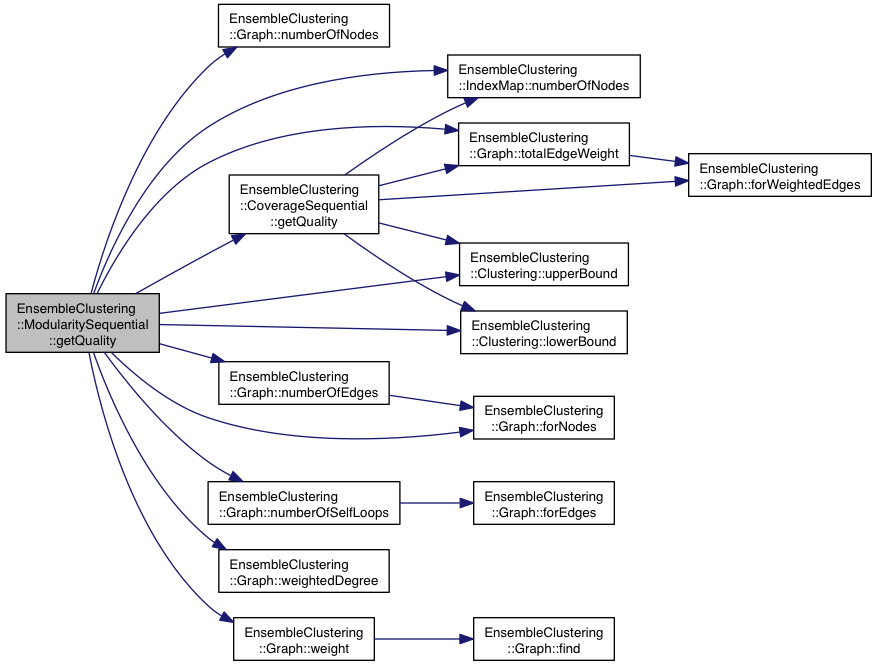 EnsembleClustering
::Graph::numberOfNodes
EnsembleClustering
::IndexMap::numberOfNodes
EnsembleClustering
::Graph::totalEdgeWeight
EnsembleClustering
::Graph::forWeightedEdges
EnsembleClustering
::CoverageSequential
::getQuality
EnsembleClustering
::Clustering::upperBound
EnsembleClustering
::ModularitySequential
::getQuality
EnsembleClustering
::Clustering::lowerBound
EnsembleClustering
::Graph::numberOfEdges
EnsembleClustering
::Graph::forNodes
EnsembleClustering
::Graph::numberOfSelfLoops
EnsembleClustering
::Graph::forEdges
EnsembleClustering
::Graph::weightedDegree
EnsembleClustering
::Graph::weight
EnsembleClustering
::Graph::find